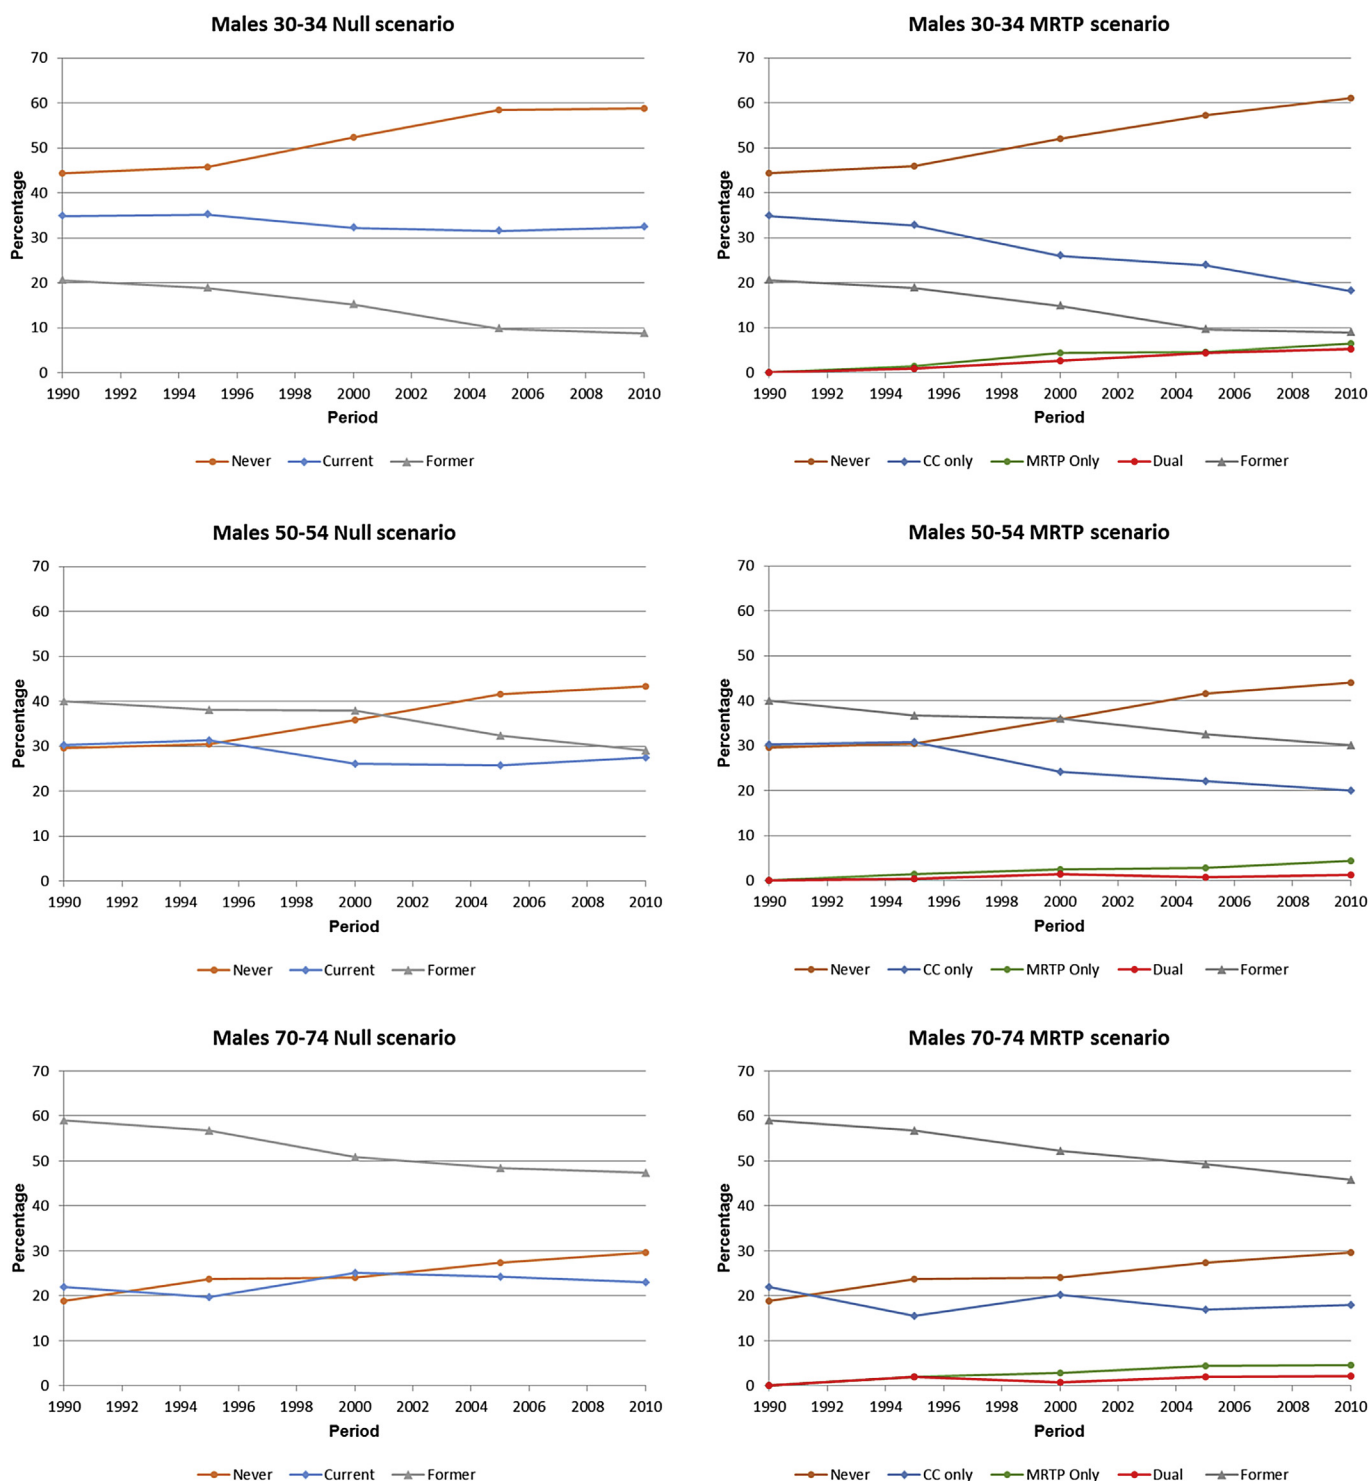 Males 30-34 Null scenario
70
60
50
40
30
20
10
0
Percentage
1990 1992 1994 1996 1998 2000 2002 2004 2006 2008 2010
Period
Never Current Former
Males 30-34 MRTP scenario
70
60
50
40
30
20
10
0
Percentage
1990 1992 1994 1996 1998 2000 2002 2004 2006 2008 2010
Period
Never CC only MRTP Only Dual Former
Males 50-54 Null scenario
70
60
50
40
30
20
10
0
Percentage
1990 1992 1994 1996 1998 2000 2002 2004 2006 2008 2010
Period
Never Current Former
Males 50-54 MRTP scenario
70
60
50
40
30
20
10
0
Percentage
1990 1992 1994 1996 1998 2000 2002 2004 2006 2008 2010
Period
Never CC only MRTP Only Dual Former
Males 70-74 Null scenario
70
60
50
40
30
20
10
0
Percentage
1990 1992 1994 1996 1998 2000 2002 2004 2006 2008 2010
Period
Never Current Former
Males 70-74 MRTP scenario
70
60
50
40
30
20
10
0
Percentage
1990 1992 1994 1996 1998 2000 2002 2004 2006 2008 2010
Period
Never CC only MRTP Only Dual Former